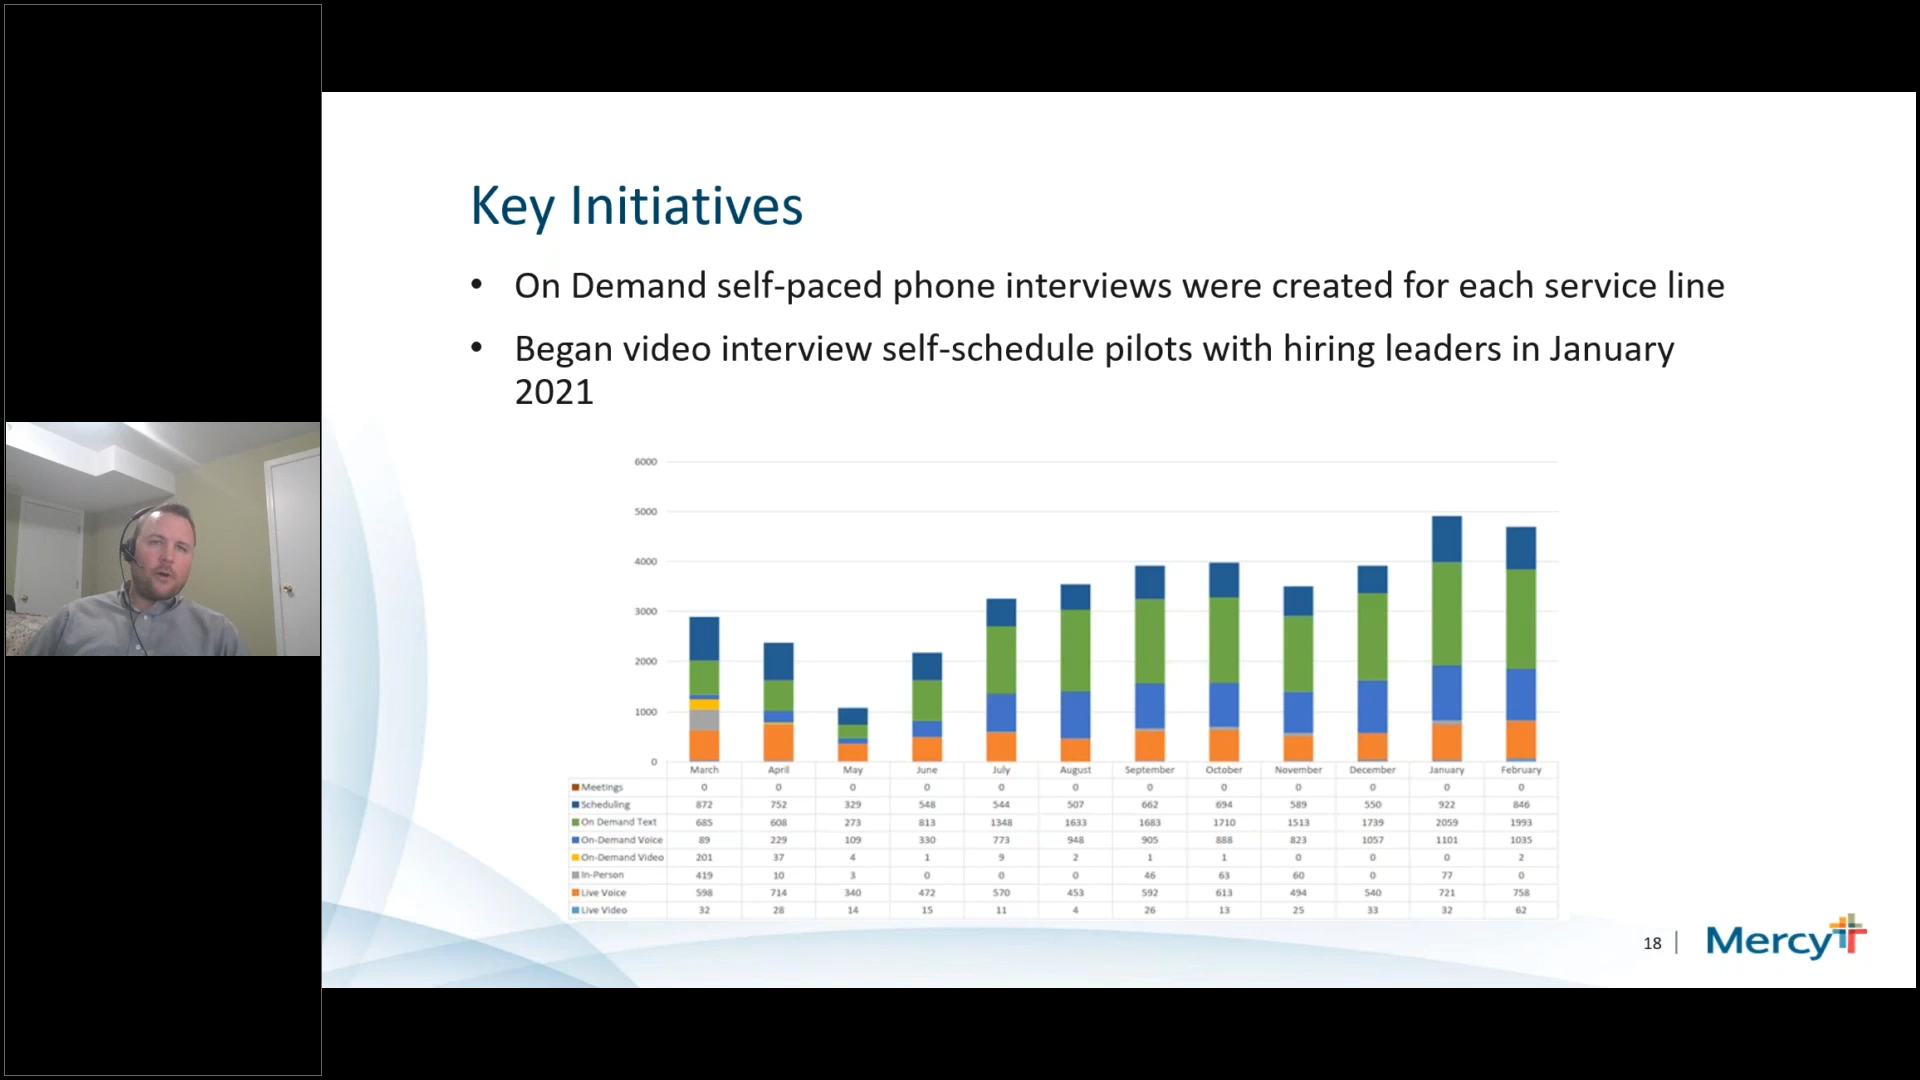 Key Initiatives
• On Demand self-paced phone interviews were created for each service line
• Began video interview self-schedule pilots with hiring leaders in January
2021
6000
5000
4000
3000
2000
1000
0
March April May June July August September October November December January February
Meetings 0 0 0 0 0 0 0 0 0 0 0 0
Scheduling 872 752 329 548 544 507 662 694 589 550 922 846
On Demand Text 685 608 273 813 1348 1633 1683 1710 1513 1739 2059 1993
On-Demand Voice 89 229 109 330 773 948 905 888 823 1057 1101 1035
On-Demand Video 201 37 4 1 9 2 1 1 0 0 0 2
In-Person 419 10 3 0 0 0 46 63 60 0 77 0
Live Voice 598 714 340 472 570 453 592 613 494 540 721 758
Live Video 32 28 14 15 11 4 26 13 25 33 32 62
18
Mercy